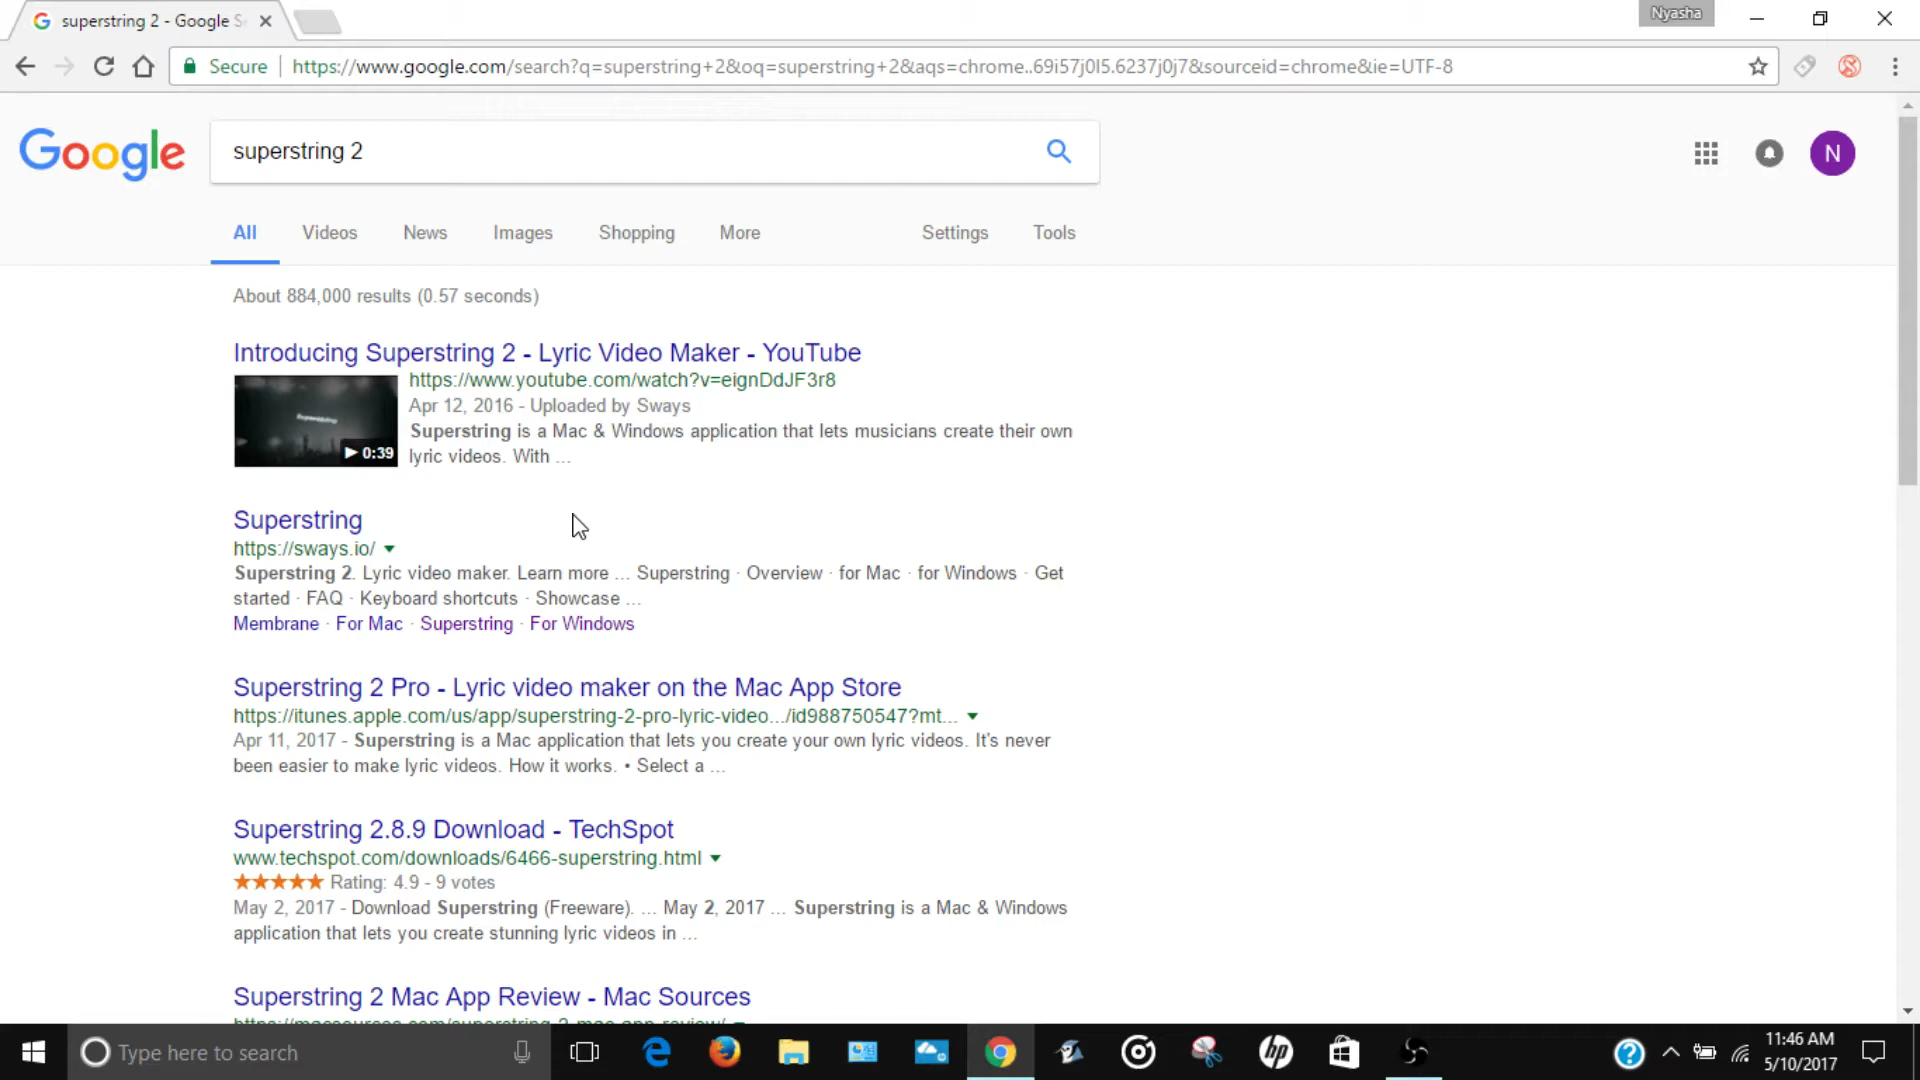 superstring 2 - Google S
Nyasha
Secure | https://www.google.com/search?q=superstring+2&oq=superstring+2&aqs=chrome..69i57j0l5.6237j0j7&sourceid=chrome&ie=UTF-8
Google
superstring 2
N
All Videos News Images Shopping More Settings Tools
About 884,000 results (0.57 seconds)
Introducing Superstring 2 - Lyric Video Maker - YouTube
https://www.youtube.com/watch?v=eignDdJF3r8
Apr 12, 2016 - Uploaded by Sways
Superstring is a Mac & Windows application that lets musicians create their own
lyric videos. With ...
Superstring
0:39
Superstring
https://sways.io/
Superstring 2. Lyric video maker. Learn more ... Superstring · Overview · for Mac · for Windows · Get
started · FAQ · Keyboard shortcuts · Showcase ...
Membrane · For Mac · Superstring · For Windows
Superstring 2 Pro - Lyric video maker on the Mac App Store
https://itunes.apple.com/us/app/superstring-2-pro-lyric-video.../id988750547?mt...
Apr 11, 2017 - Superstring is a Mac application that lets you create your own lyric videos. It's never
been easier to make lyric videos. How it works. • Select a ...
Superstring 2.8.9 Download - TechSpot
www.techspot.com/downloads/6466-superstring.html
★★★★★ Rating: 4.9 - 9 votes
May 2, 2017 - Download Superstring (Freeware). ... May 2, 2017 ... Superstring is a Mac & Windows
application that lets you create stunning lyric videos in ...
Superstring 2 Mac App Review - Mac Sources
https://macsources.com/superstring-2-mac-app-review/
Type here to search
hp
11:46 AM
5/10/2017